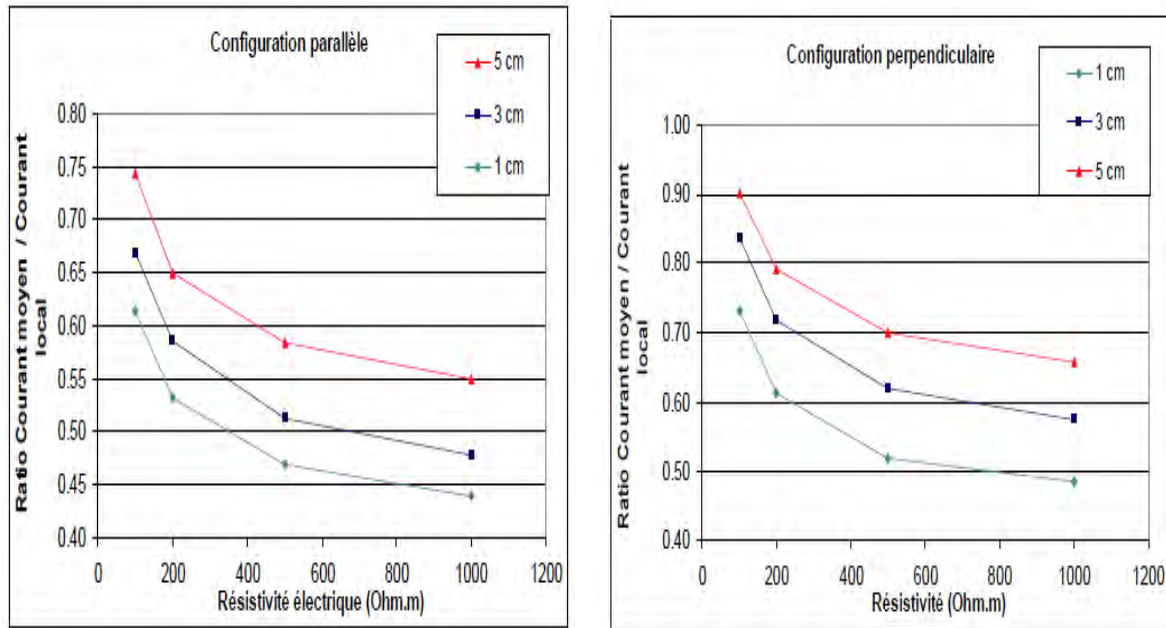 Configuration parallèle
5 cm
3 cm
1 cm
0.80
0.75
0.70
0.65
0.60
0.55
0.50
0.45
0.40
0 200 400 600 800 1000 1200
Résistivité électrique (Ohm.m)
Ratio Courant moyen / Courant
local
Configuration perpendiculaire
1 cm
3 cm
5 cm
1.00
0.90
0.80
0.70
0.60
0.50
0.40
0 200 400 600 800 1000 1200
Résistivité (Ohm.m)
Ratio Courant moyen / Courant
local